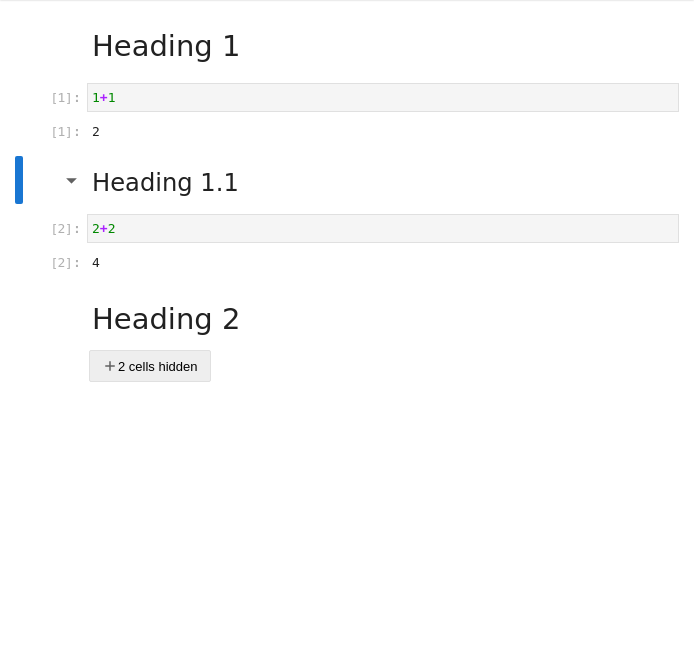 Heading 1
[1]: 1+1
[1]: 2
Heading 1.1
[2]: 2+2
[2]: 4
Heading 2
2 cells hidden